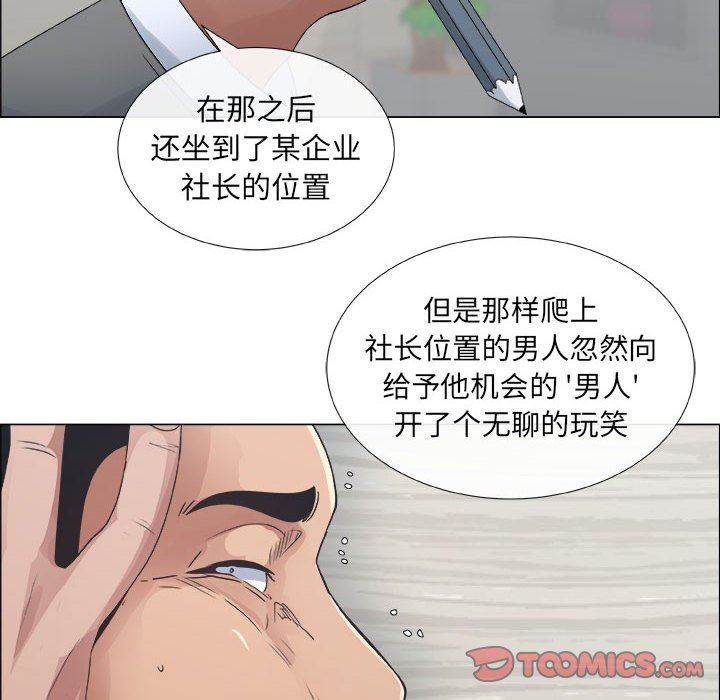 在那之后
还坐到了某企业
社长的位置
但是那样爬上
社长位置的男人忽然向
给予他机会的 '男人'
开了个无聊的玩笑
TOOMICS.COM